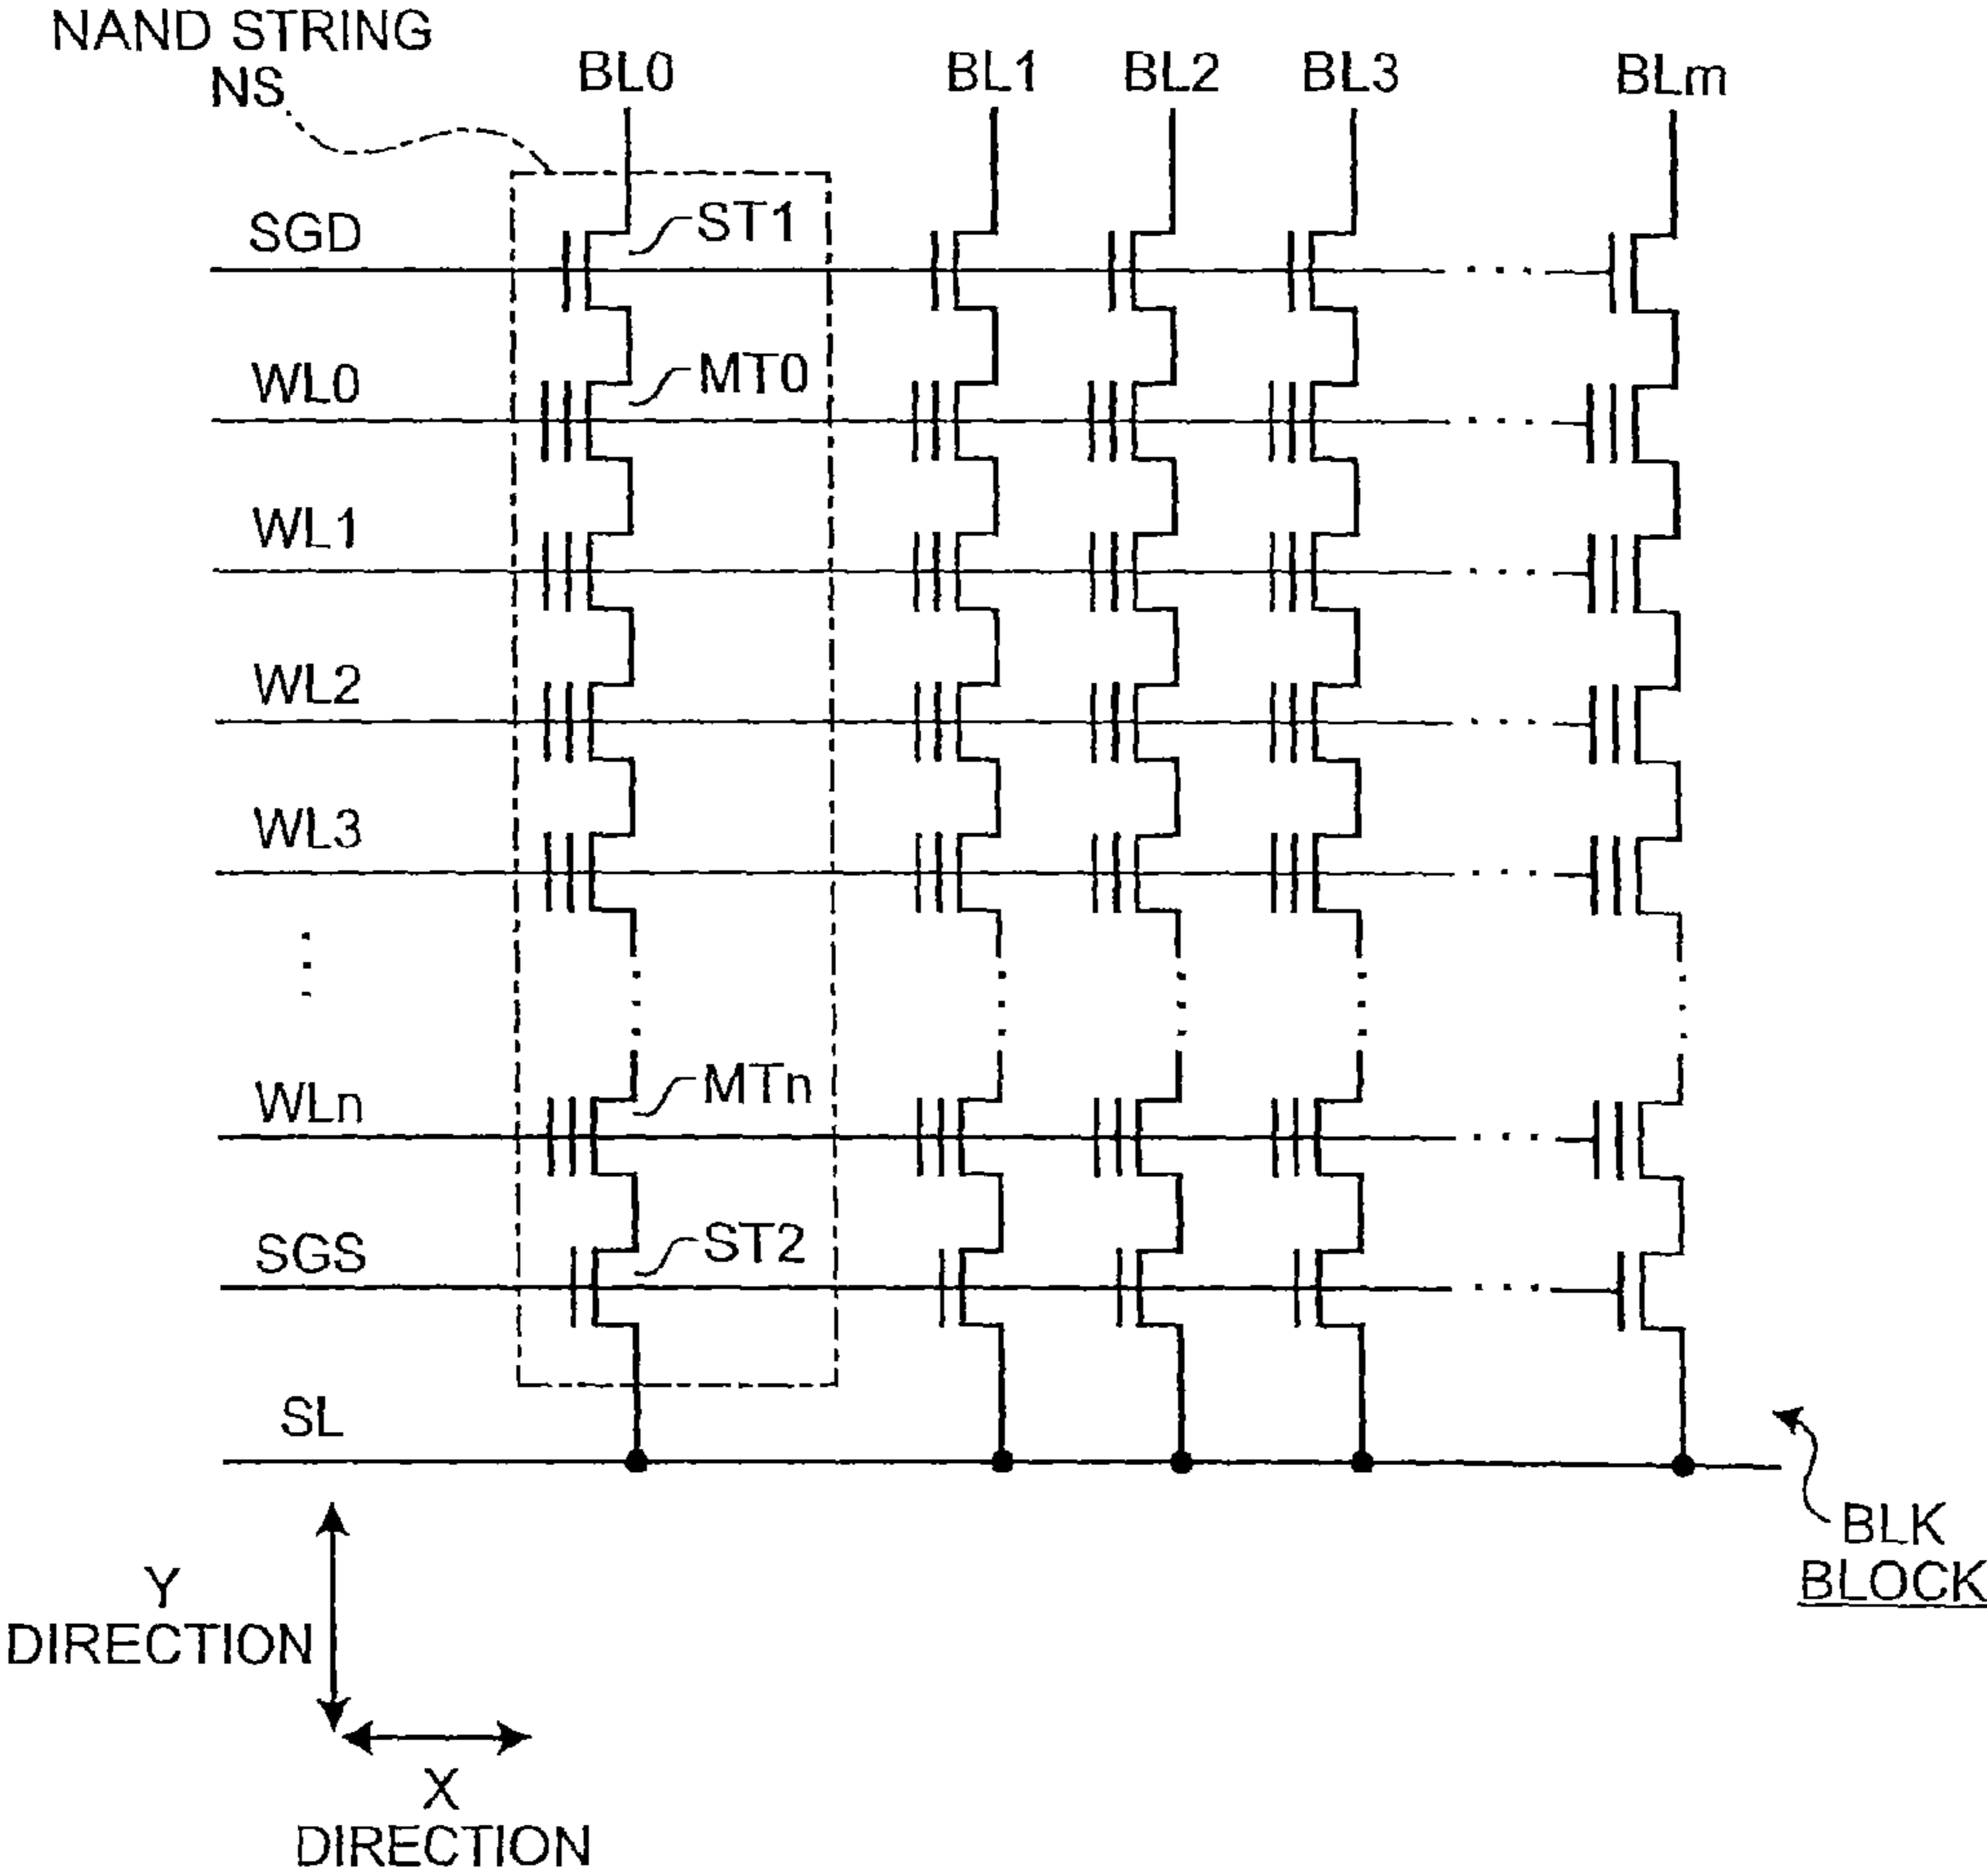 NAND STRING
NS
BL0 BL1 BL2 BL3 BLm
SGD ST1
WL0 MT0
WL1
WL2
WL3
WLn MTn
SGS ST2
SL
BLK
BLOCK
Y
DIRECTION
X
DIRECTION